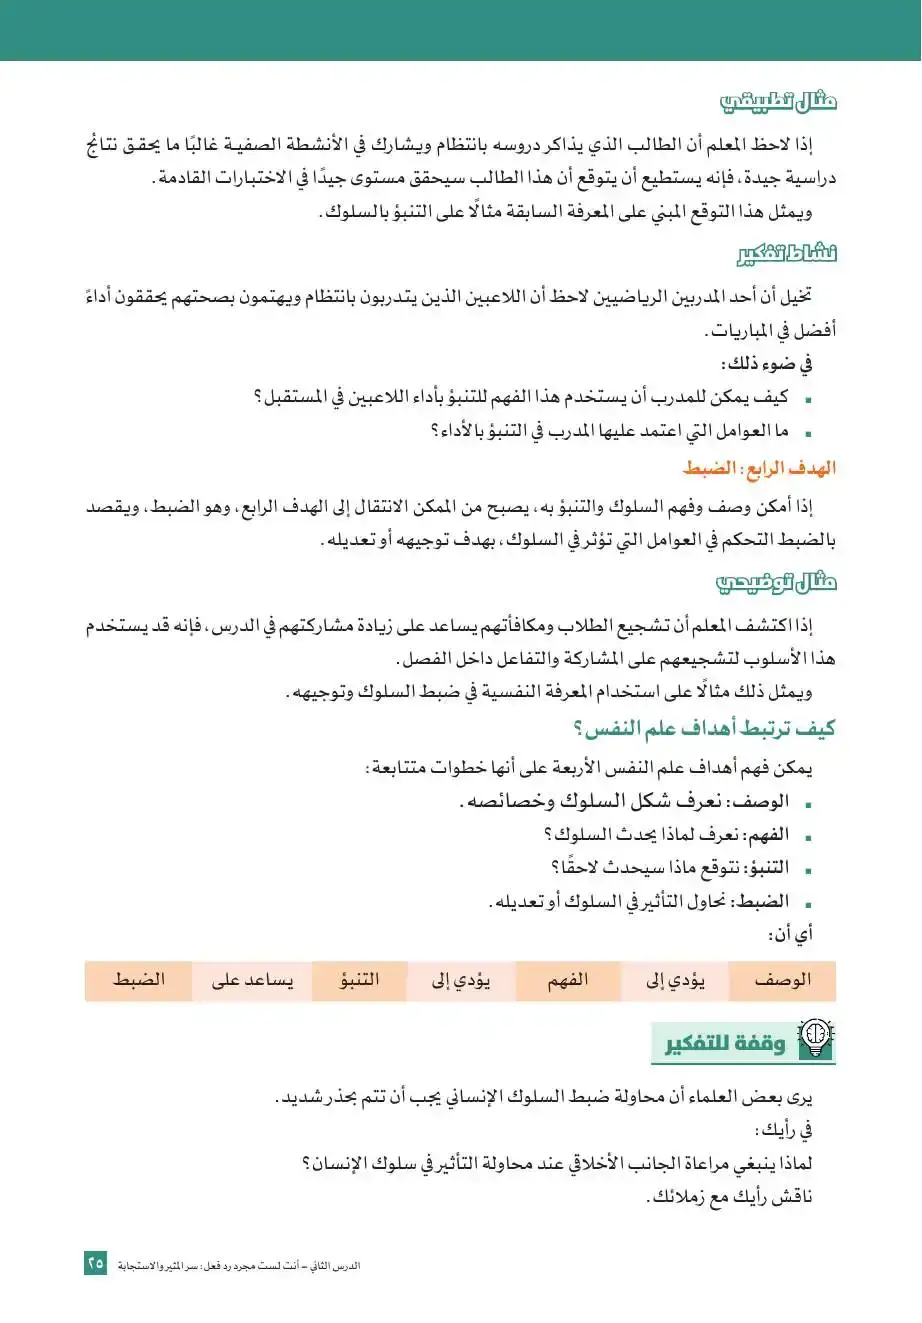 مثال تطبيقي
إذا لاحظ المعلم أن الطالب الذي يذاكر دروسه بانتظام ويشارك في الأنشطة الصفية غالبًا ما يحقق نتائج
دراسية جيدة، فإنه يستطيع أن يتوقع أن هذا الطالب سيحقق مستوى جيدًا في الاختبارات القادمة.
ويمثل هذا التوقع المبني على المعرفة السابقة مثالًا على التنبؤ بالسلوك.
نشاط تفكير
تخيل أن أحد المدربين الرياضيين لاحظ أن اللاعبين الذين يتدربون بانتظام ويهتمون بصحتهم يحققون أداءً
أفضل في المباريات.
في ضوء ذلك:
▪ كيف يمكن للمدرب أن يستخدم هذا الفهم للتنبؤ بأداء اللاعبين في المستقبل؟
▪ ما العوامل التي اعتمد عليها المدرب في التنبؤ بالأداء؟
الهدف الرابع: الضبط
إذا أمكن وصف وفهم السلوك والتنبؤ به، يصبح من الممكن الانتقال إلى الهدف الرابع، وهو الضبط، ويقصد
بالضبط التحكم في العوامل التي تؤثر في السلوك، بهدف توجيهه أو تعديله.
مثال توضيحي
إذا اكتشف المعلم أن تشجيع الطلاب ومكافأتهم يساعد على زيادة مشاركتهم في الدرس، فإنه قد يستخدم
هذا الأسلوب لتشجيعهم على المشاركة والتفاعل داخل الفصل.
ويمثل ذلك مثالًا على استخدام المعرفة النفسية في ضبط السلوك وتوجيهه.
كيف ترتبط أهداف علم النفس؟
يمكن فهم أهداف علم النفس الأربعة على أنها خطوات متتابعة:
▪ الوصف: نعرف شكل السلوك وخصائصه.
▪ الفهم: نعرف لماذا يحدث السلوك؟
▪ التنبؤ: نتوقع ماذا سيحدث لاحقًا؟
▪ الضبط: نحاول التأثير في السلوك أو تعديله.
أي أن:
الوصف يؤدي إلى الفهم يؤدي إلى التنبؤ يساعد على الضبط
وقفة للتفكير
يرى بعض العلماء أن محاولة ضبط السلوك الإنساني يجب أن تتم بحذر شديد.
في رأيك:
لماذا ينبغي مراعاة الجانب الأخلاقي عند محاولة التأثير في سلوك الإنسان؟
ناقش رأيك مع زملائك.
الدرس الثاني – أنت لست مجرد رد فعل: سر المثير والاستجابة ٢٥